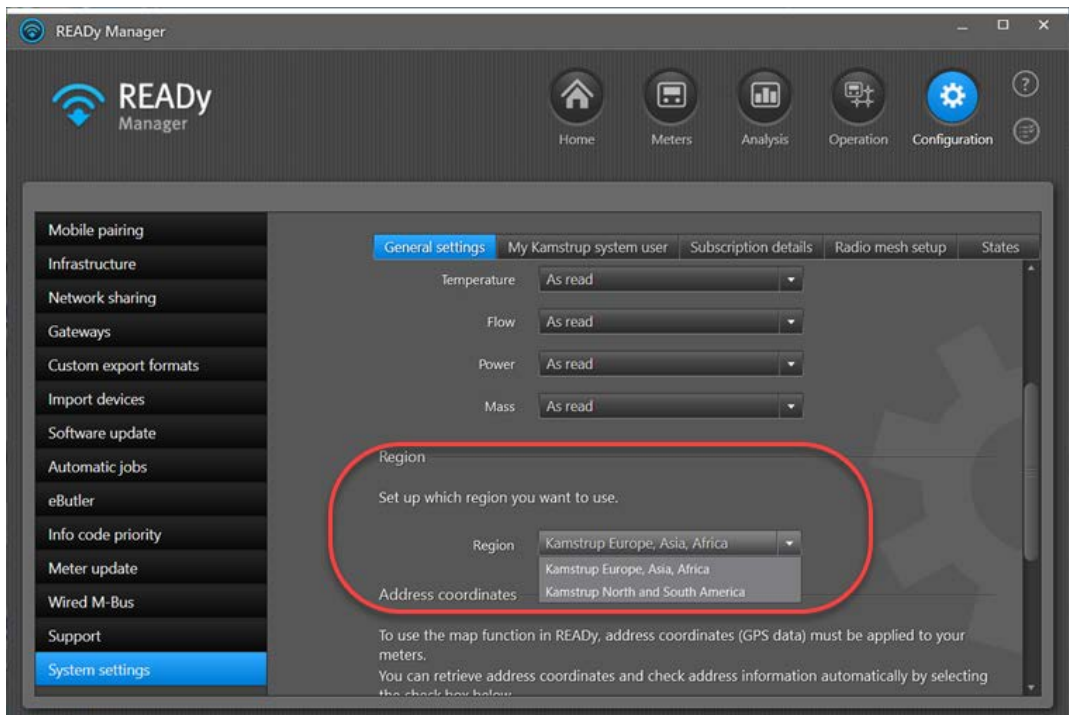 READy Manager
READy
Manager
Home
Meters
Analysis
Operation
Configuration
?
Mobile pairing
Infrastructure
Network sharing
Gateways
Custom export formats
Import devices
Software update
Automatic jobs
eButler
Info code priority
Meter update
Wired M-Bus
Support
System settings
General settings
My Kamstrup system user
Subscription details
Radio mesh setup
States
Temperature As read
Flow As read
Power As read
Mass As read
Region
Set up which region you want to use.
Region Kamstrup Europe, Asia, Africa
Kamstrup Europe, Asia, Africa
Kamstrup North and South America
Address coordinates
To use the map function in READy, address coordinates (GPS data) must be applied to your
meters.
You can retrieve address coordinates and check address information automatically by selecting
the check box below